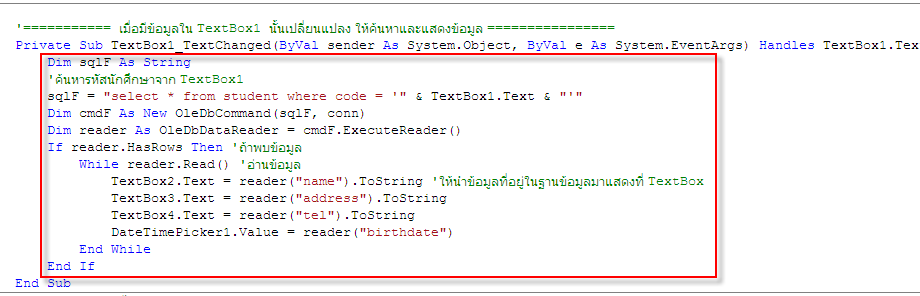 '=========== เมื่อมีข้อมูลใน TextBox1 นั้นเปลี่ยนแปลง ให้ค้นหาและแสดงข้อมูล ================
Private Sub TextBox1_TextChanged(ByVal sender As System.Object, ByVal e As System.EventArgs) Handles TextBox1.Tex
Dim sqlF As String
'ค้นหารหัสนักศึกษาจาก TextBox1
sqlF = "select * from student where code = '" & TextBox1.Text & "'"
Dim cmdF As New OleDbCommand(sqlF, conn)
Dim reader As OleDbDataReader = cmdF.ExecuteReader()
If reader.HasRows Then 'ถ้าพบข้อมูล
While reader.Read() 'อ่านข้อมูล
TextBox2.Text = reader("name").ToString 'ให้นำข้อมูลที่อยู่ในฐานข้อมูลมาแสดงที่ TextBox
TextBox3.Text = reader("address").ToString
TextBox4.Text = reader("tel").ToString
DateTimePicker1.Value = reader("birthdate")
End While
End If
End Sub